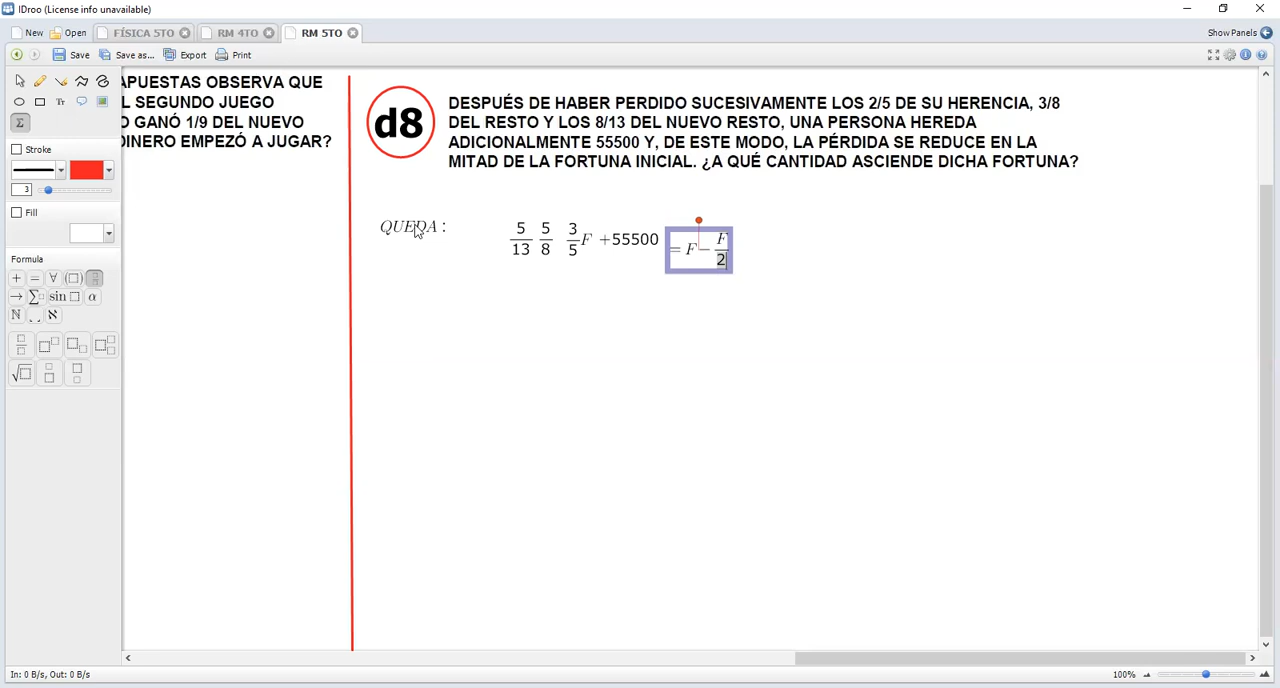 IDroo (License info unavailable)
New Open FÍSICA 5TO RM 4TO RM 5TO Show Panels
Save Save as... Export Print
APUESTAS OBSERVA QUE
L SEGUNDO JUEGO
O GANÓ 1/9 DEL NUEVO
DINERO EMPEZÓ A JUGAR?
d8
DESPUÉS DE HABER PERDIDO SUCESIVAMENTE LOS 2/5 DE SU HERENCIA, 3/8
DEL RESTO Y LOS 8/13 DEL NUEVO RESTO, UNA PERSONA HEREDA
ADICIONALMENTE 55500 Y, DE ESTE MODO, LA PÉRDIDA SE REDUCE EN LA
MITAD DE LA FORTUNA INICIAL. ¿A QUÉ CANTIDAD ASCIENDE DICHA FORTUNA?
QUEDA: 5/13 5/8 3/5 F +55500 = F − F/2
Tr
Σ
Stroke
3
Fill
Formula
+ = ∀ (□)
→ Σ□ sin □ α
ℕ ℵ
In: 0 B/s, Out: 0 B/s 100%